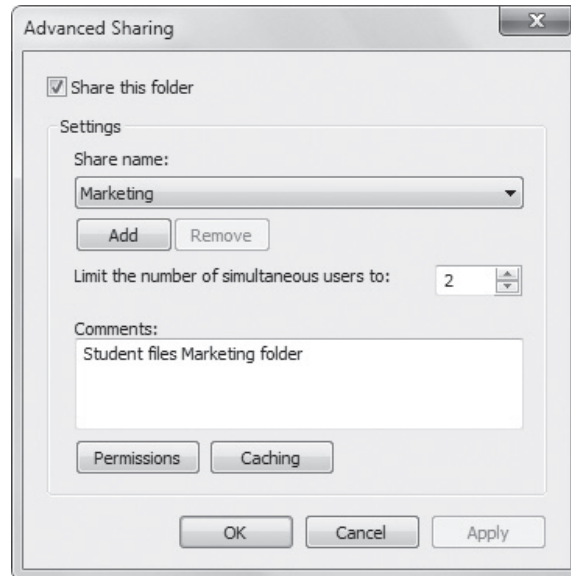 Advanced Sharing
Share this folder
Settings
Share name:
Marketing
Add Remove
Limit the number of simultaneous users to: 2
Comments:
Student files Marketing folder
Permissions Caching
OK Cancel Apply